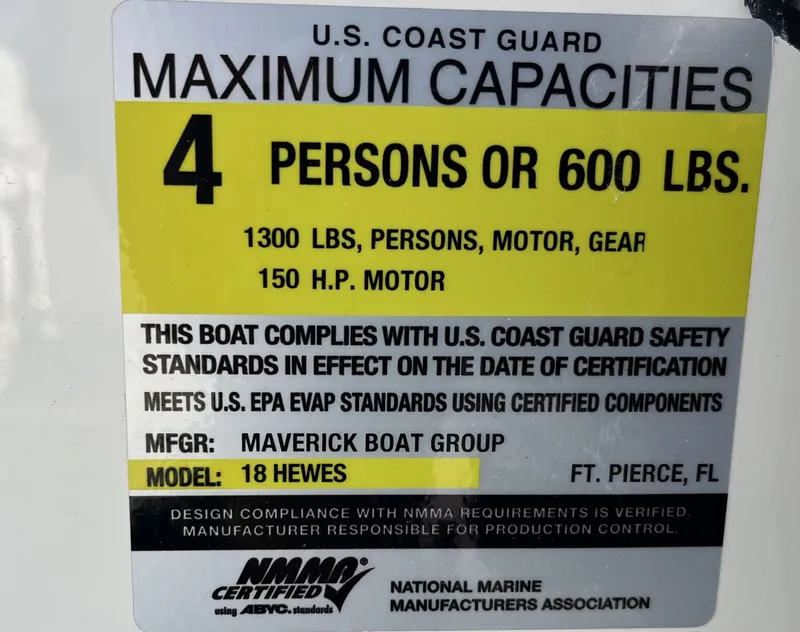 U.S. COAST GUARD
MAXIMUM CAPACITIES
4 PERSONS OR 600 LBS.
1300 LBS, PERSONS, MOTOR, GEAR
150 H.P. MOTOR
THIS BOAT COMPLIES WITH U.S. COAST GUARD SAFETY
STANDARDS IN EFFECT ON THE DATE OF CERTIFICATION
MEETS U.S. EPA EVAP STANDARDS USING CERTIFIED COMPONENTS
MFGR: MAVERICK BOAT GROUP
MODEL: 18 HEWES FT. PIERCE, FL
DESIGN COMPLIANCE WITH NMMA REQUIREMENTS IS VERIFIED.
MANUFACTURER RESPONSIBLE FOR PRODUCTION CONTROL.
NMMA®
CERTIFIED
using ABYC® standards
NATIONAL MARINE
MANUFACTURERS ASSOCIATION